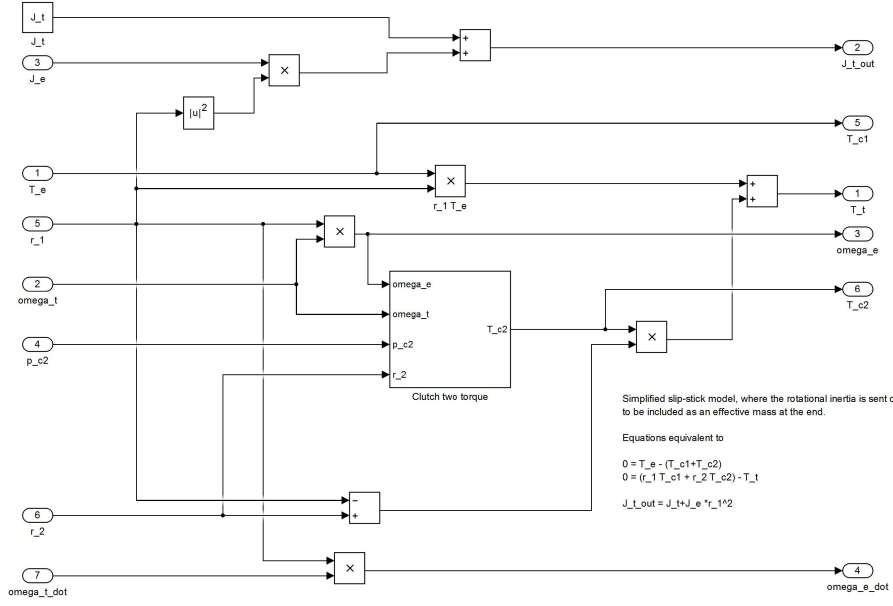 J_t
J_t
3
J_e
×
|u|2
+
+
2
J_t_out
5
T_c1
1
T_e
×
r_1 T_e
+
+
1
T_t
5
r_1
×
3
omega_e
2
omega_t
omega_e
omega_t
p_c2
r_2
T_c2
Clutch two torque
6
T_c2
×
4
p_c2
Simplified slip-stick model, where the rotational inertia is sent
to be included as an effective mass at the end.
Equations equivalent to
0 = T_e - (T_c1+T_c2)
0 = (r_1 T_c1 + r_2 T_c2) - T_t
J_t_out = J_t+J_e *r_1^2
−
+
6
r_2
×
7
omega_t_dot
4
omega_e_dot